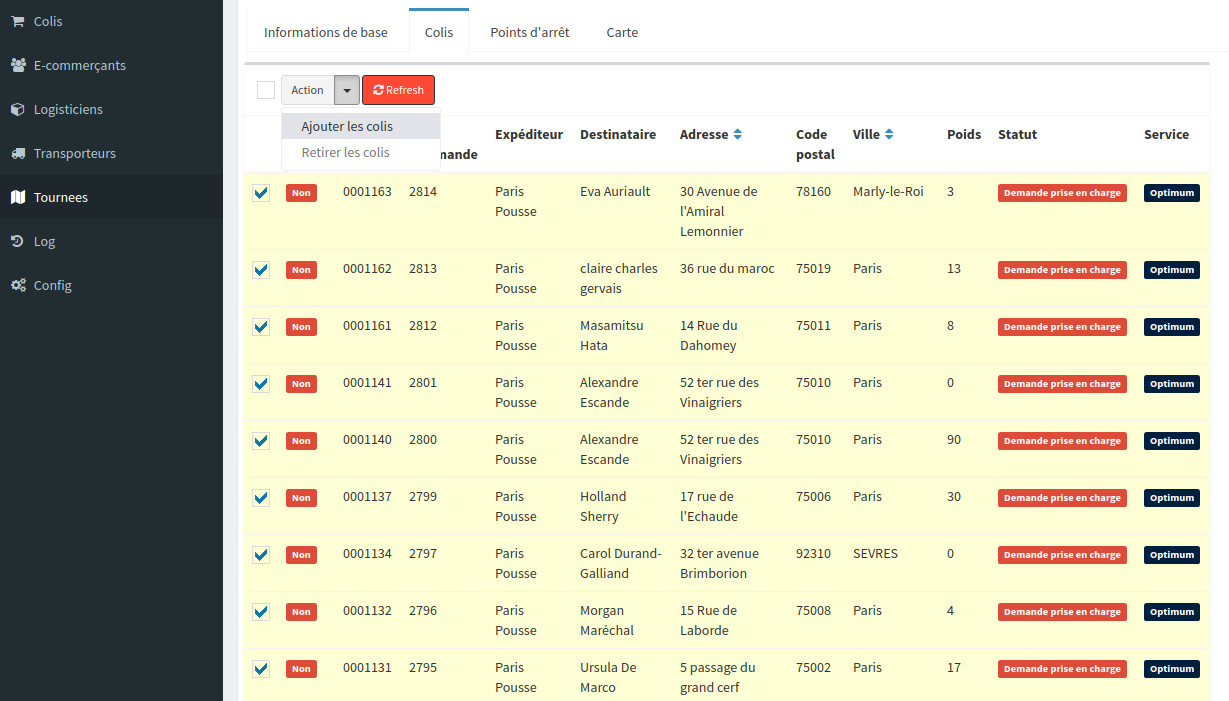 Colis
E-commerçants
Logisticiens
Transporteurs
Tournees
Log
Config
Informations de base Colis Points d'arrêt Carte
Action Refresh
Ajouter les colis
Retirer les colis
mande Expéditeur Destinataire Adresse Code postal Ville Poids Statut Service
Non 0001163 2814 Paris Eva Auriault 30 Avenue de 78160 Marly-le-Roi 3 Demande prise en charge Optimum
Pousse l'Amiral
Lemonnier
Non 0001162 2813 Paris claire charles 36 rue du maroc 75019 Paris 13 Demande prise en charge Optimum
Pousse gervais
Non 0001161 2812 Paris Masamitsu 14 Rue du 75011 Paris 8 Demande prise en charge Optimum
Pousse Hata Dahomey
Non 0001141 2801 Paris Alexandre 52 ter rue des 75010 Paris 0 Demande prise en charge Optimum
Pousse Escande Vinaigriers
Non 0001140 2800 Paris Alexandre 52 ter rue des 75010 Paris 90 Demande prise en charge Optimum
Pousse Escande Vinaigriers
Non 0001137 2799 Paris Holland 17 rue de 75006 Paris 30 Demande prise en charge Optimum
Pousse Sherry l'Echaude
Non 0001134 2797 Paris Carol Durand- 32 ter avenue 92310 SEVRES 0 Demande prise en charge Optimum
Pousse Galliand Brimborion
Non 0001132 2796 Paris Morgan 15 Rue de 75008 Paris 4 Demande prise en charge Optimum
Pousse Maréchal Laborde
Non 0001131 2795 Paris Ursula De 5 passage du 75002 Paris 17 Demande prise en charge Optimum
Pousse Marco grand cerf